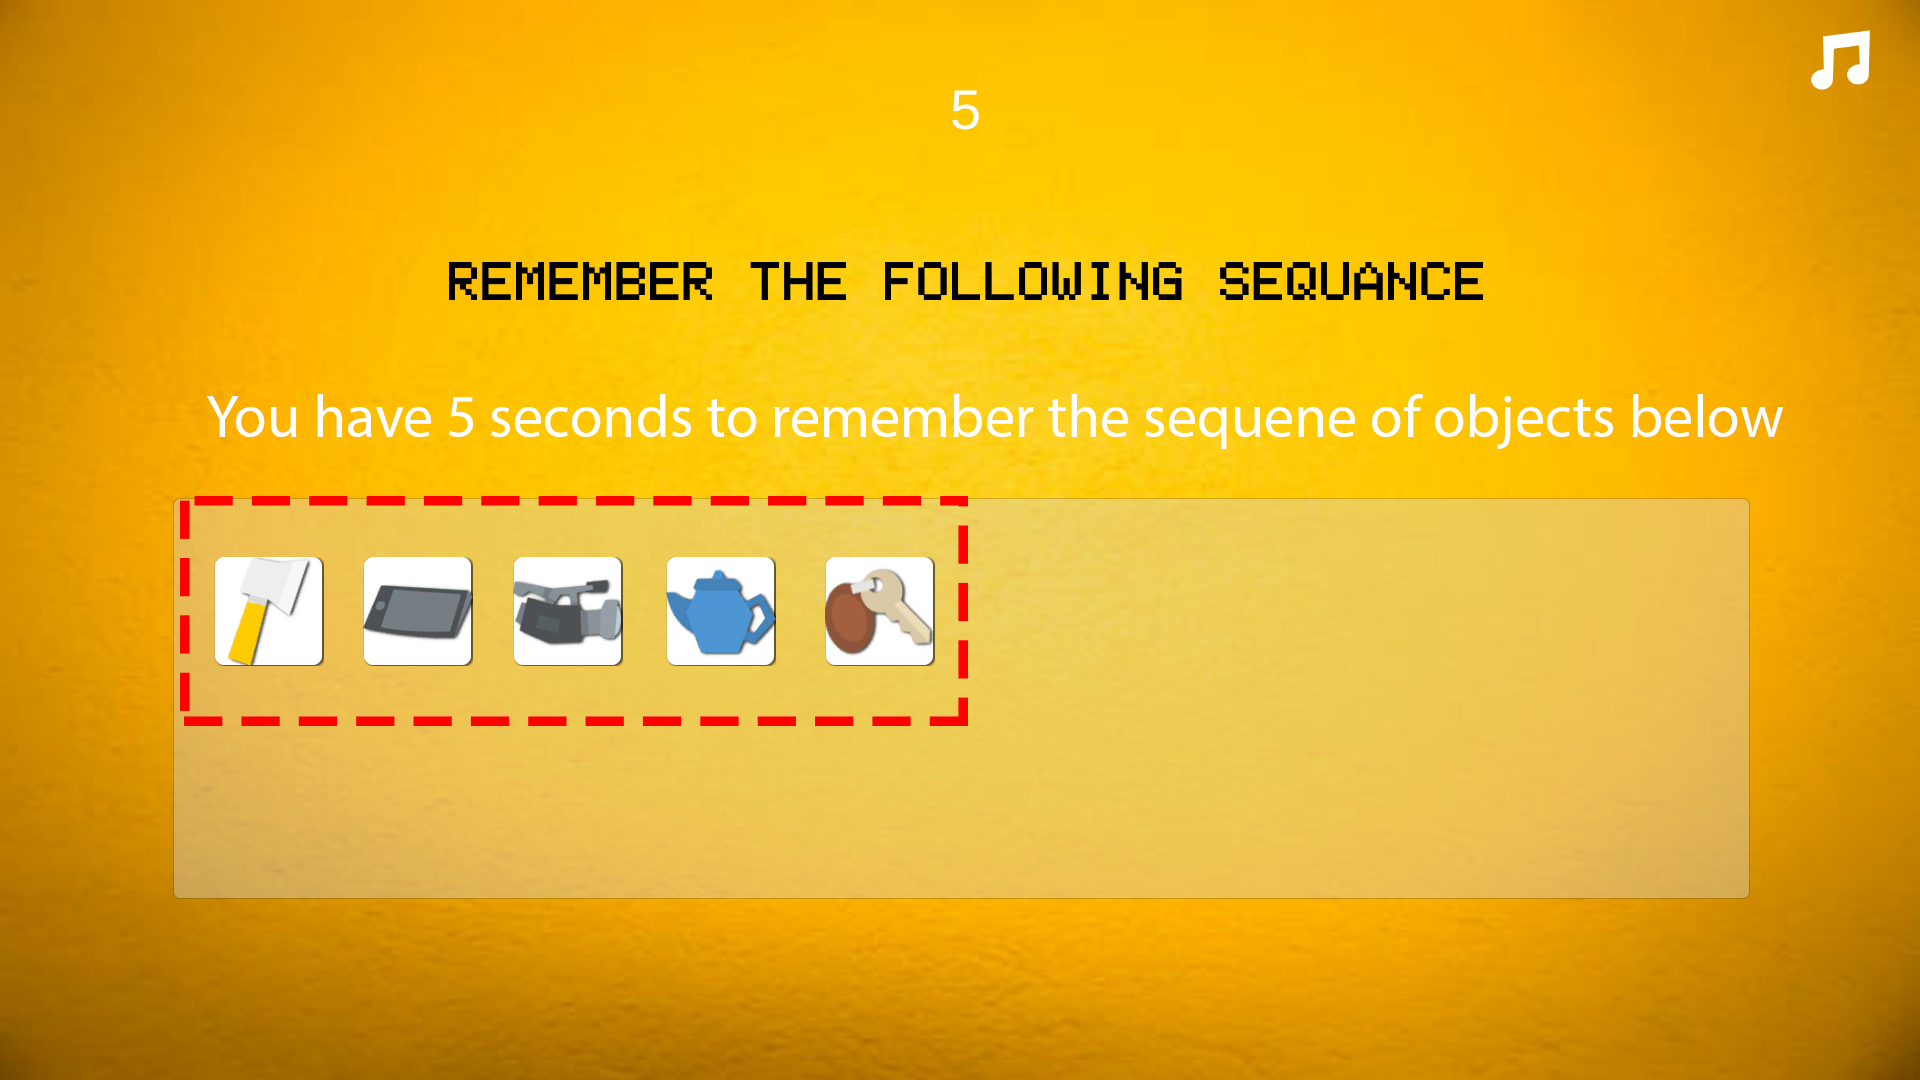 5
REMEMBER THE FOLLOWING SEQUANCE
You have 5 seconds to remember the sequene of objects below